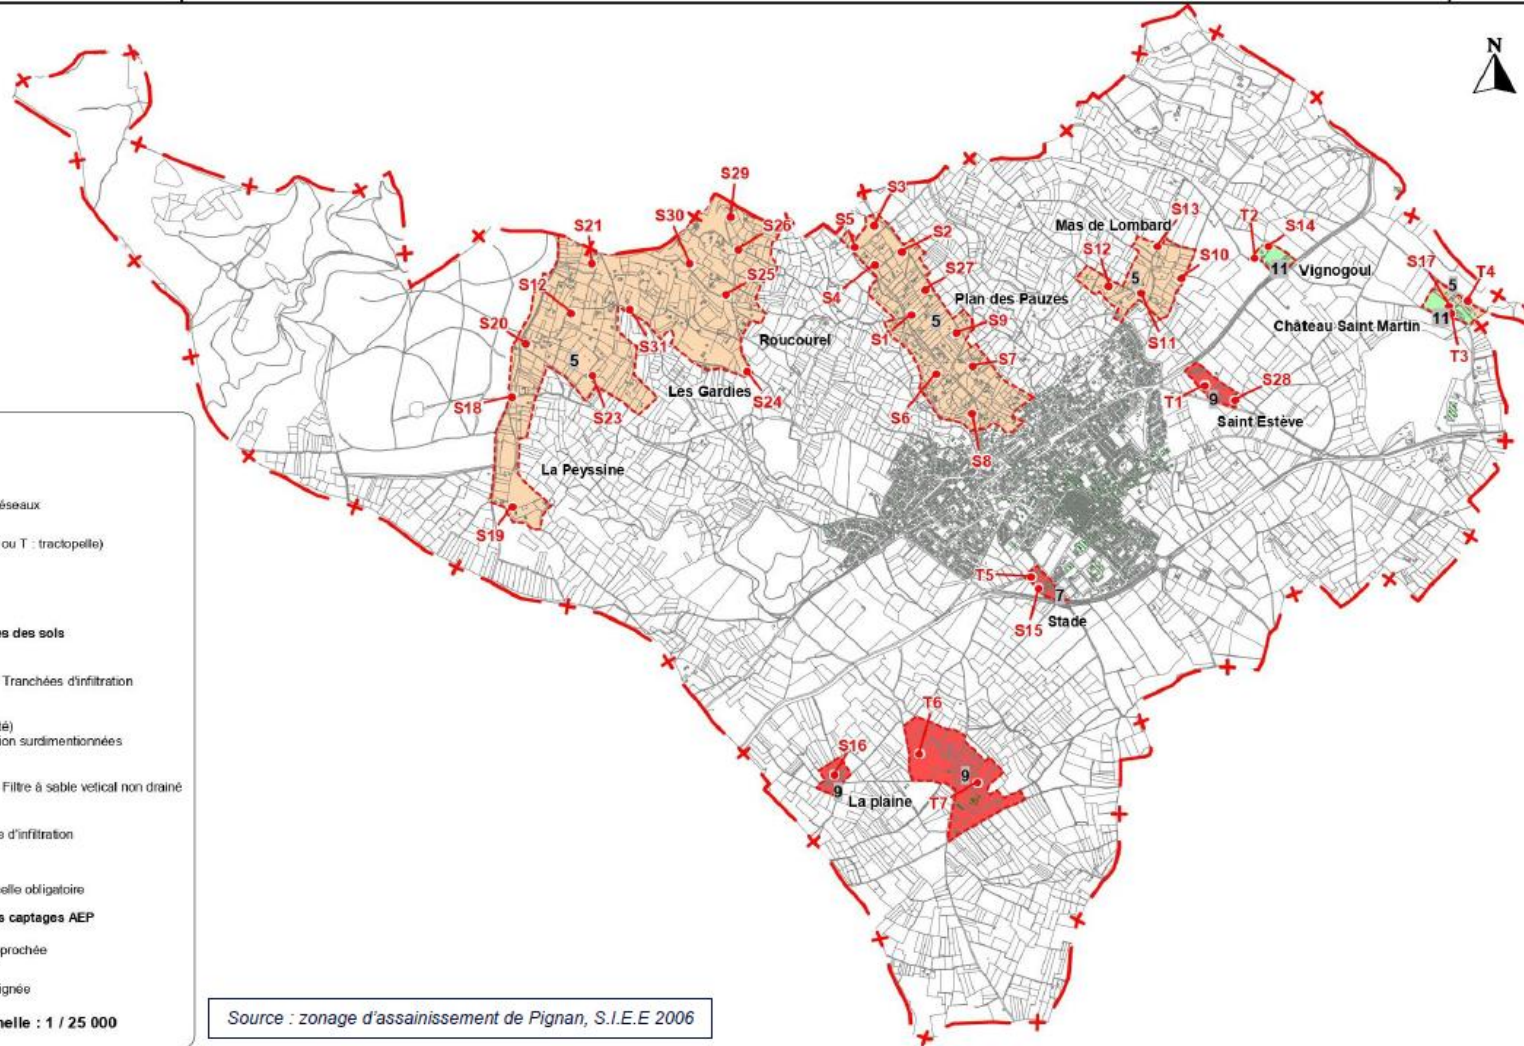 N
S29
S3
S21
S30
S26
S5
S2
Mas de Lombard
S13
T2
S14
S12
S10
11
Vignogoul
S17
T4
5
S12
S25
S4
S27
Plan des Pauzes
5
S11
Château Saint Martin
11
T3
S20
S1
5
S9
5
S31
Roucourel
S7
S18
S23
Les Gardies
S24
S6
T1
9
S28
Saint Estève
S8
La Peyssine
S19
T5
7
S15
Stade
T6
S16
9
9
La plaine
T7
éseaux
ou T : tractopelle)
es des sols
Tranchées d'infiltration
té)
ion surdimentionnées
Filtre à sable vetical non drainé
e d'infiltration
elle obligatoire
s captages AEP
prochée
ignée
helle : 1 / 25 000
Source : zonage d'assainissement de Pignan, S.I.E.E 2006